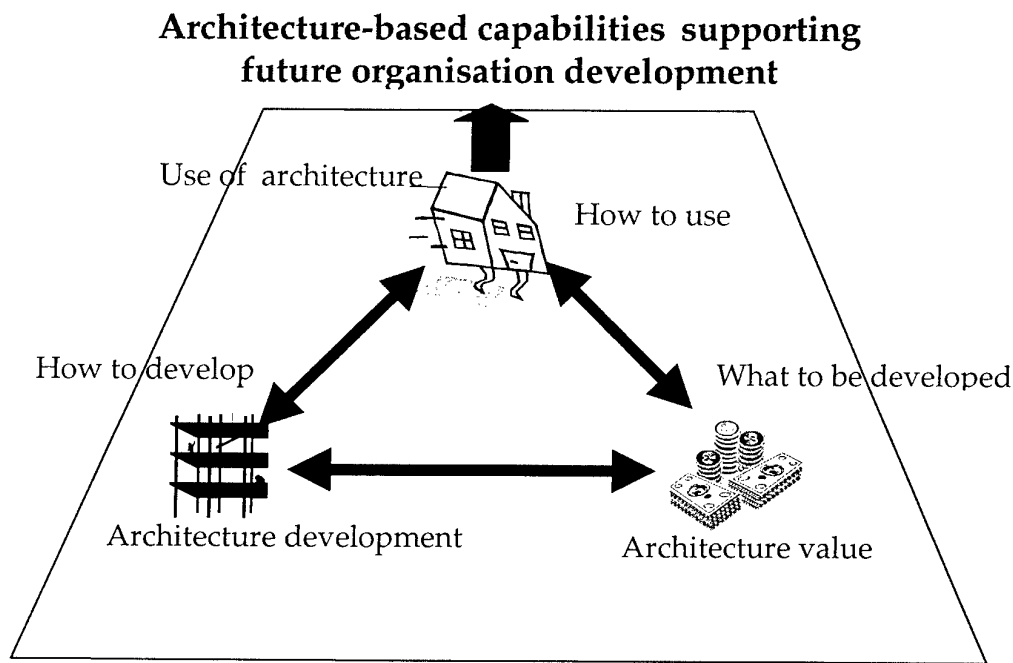 Architecture-based capabilities supporting
future organisation development
Use of architecture
How to use
How to develop
What to be developed
Architecture development
Architecture value